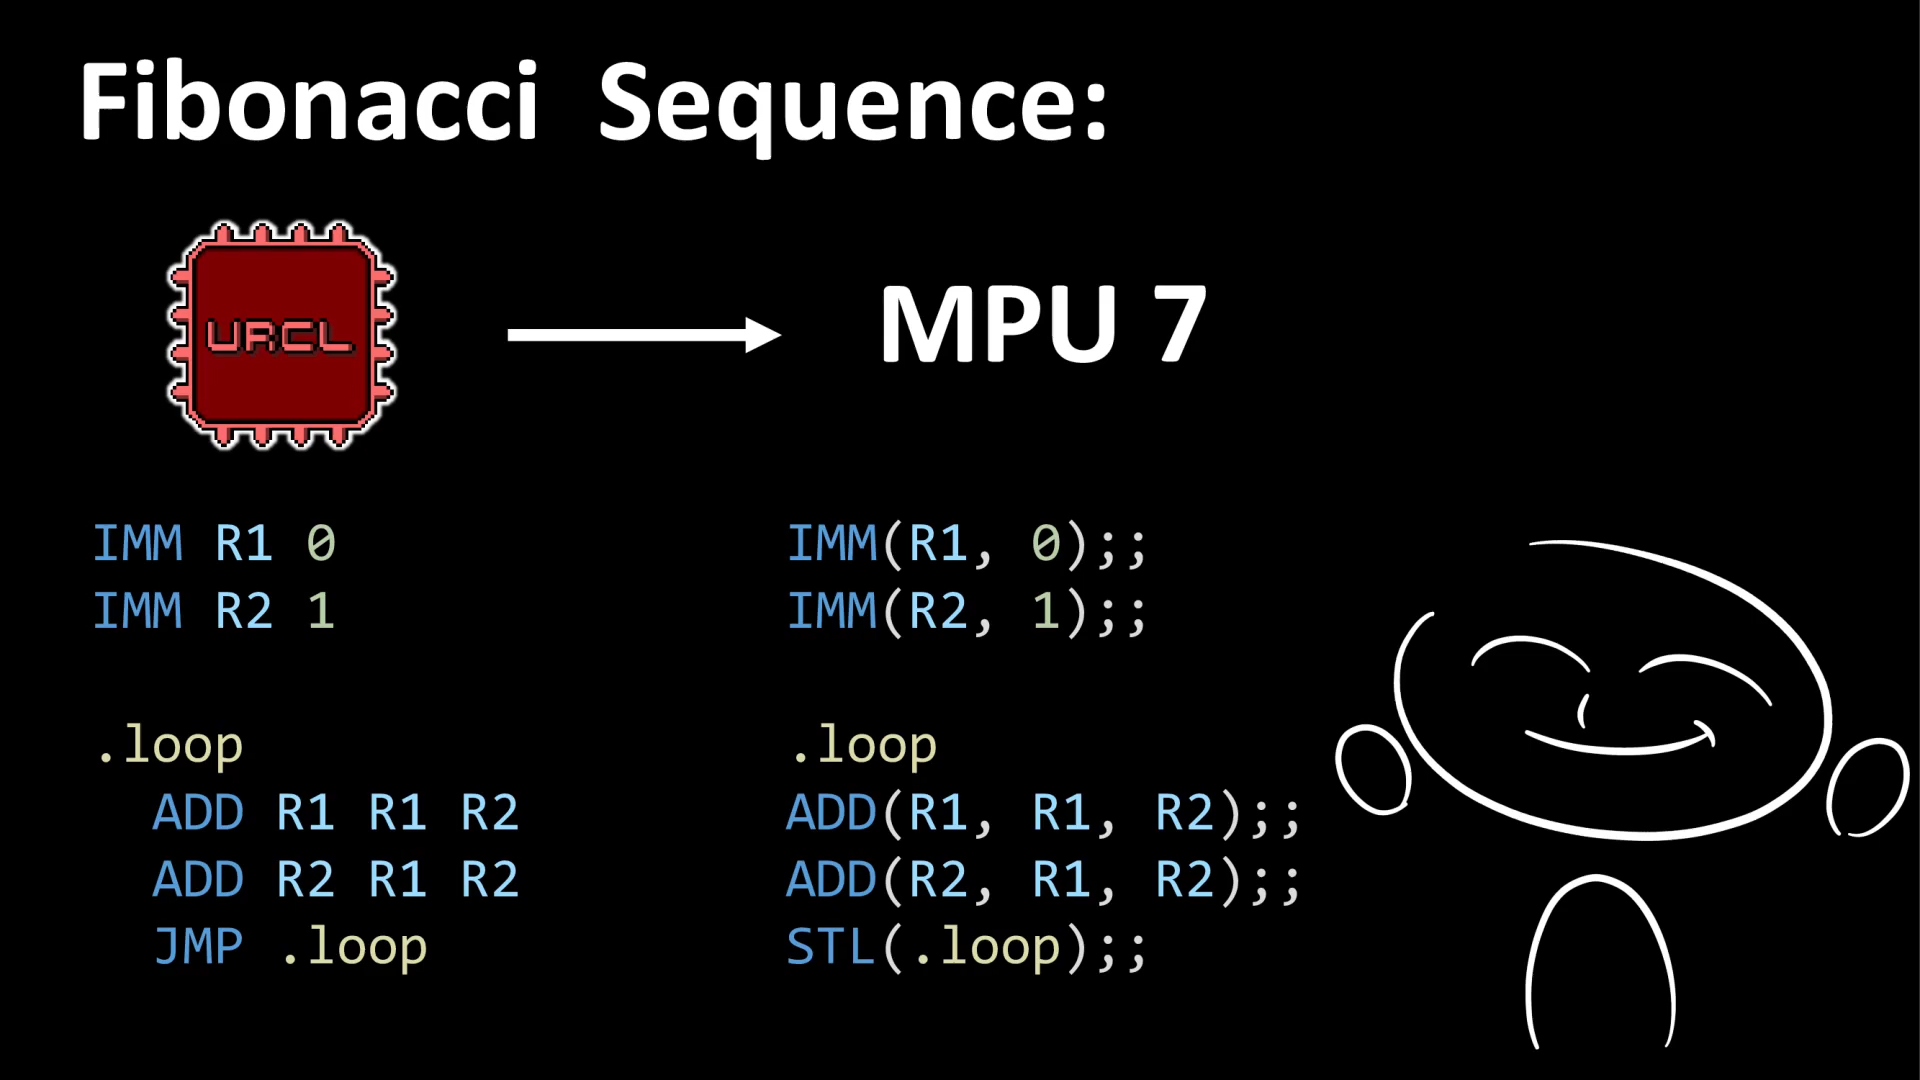 Fibonacci Sequence:
URCL
MPU 7
IMM R1 0
IMM R2 1
.loop
ADD R1 R1 R2
ADD R2 R1 R2
JMP .loop
IMM(R1, 0);;
IMM(R2, 1);;
.loop
ADD(R1, R1, R2);;
ADD(R2, R1, R2);;
STL(.loop);;